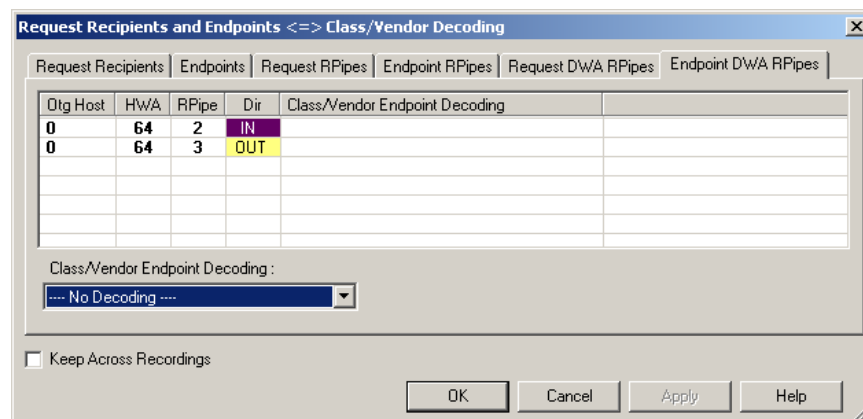 Request Recipients and Endpoints <=> Class/Vendor Decoding
Request Recipients Endpoints Request RPipes Endpoint RPipes Request DWA RPipes Endpoint DWA RPipes
Otg Host HWA RPipe Dir Class/Vendor Endpoint Decoding
0 64 2 IN
0 64 3 OUT
Class/Vendor Endpoint Decoding :
---- No Decoding ----
Keep Across Recordings
OK Cancel Apply Help